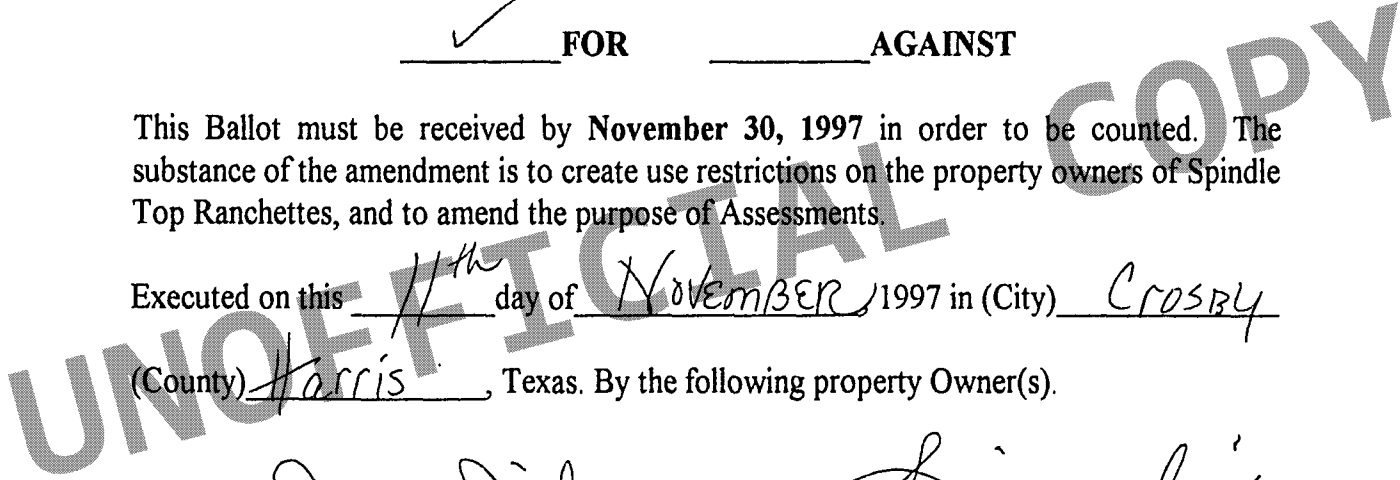 ✓ FOR AGAINST
This Ballot must be received by November 30, 1997 in order to be counted. The
substance of the amendment is to create use restrictions on the property owners of Spindle
Top Ranchettes, and to amend the purpose of Assessments.
Executed on this 11th day of NOVEMBER, 1997 in (City) CROSBY
(County) Harris, Texas. By the following property Owner(s).
UNOFFICIAL COPY